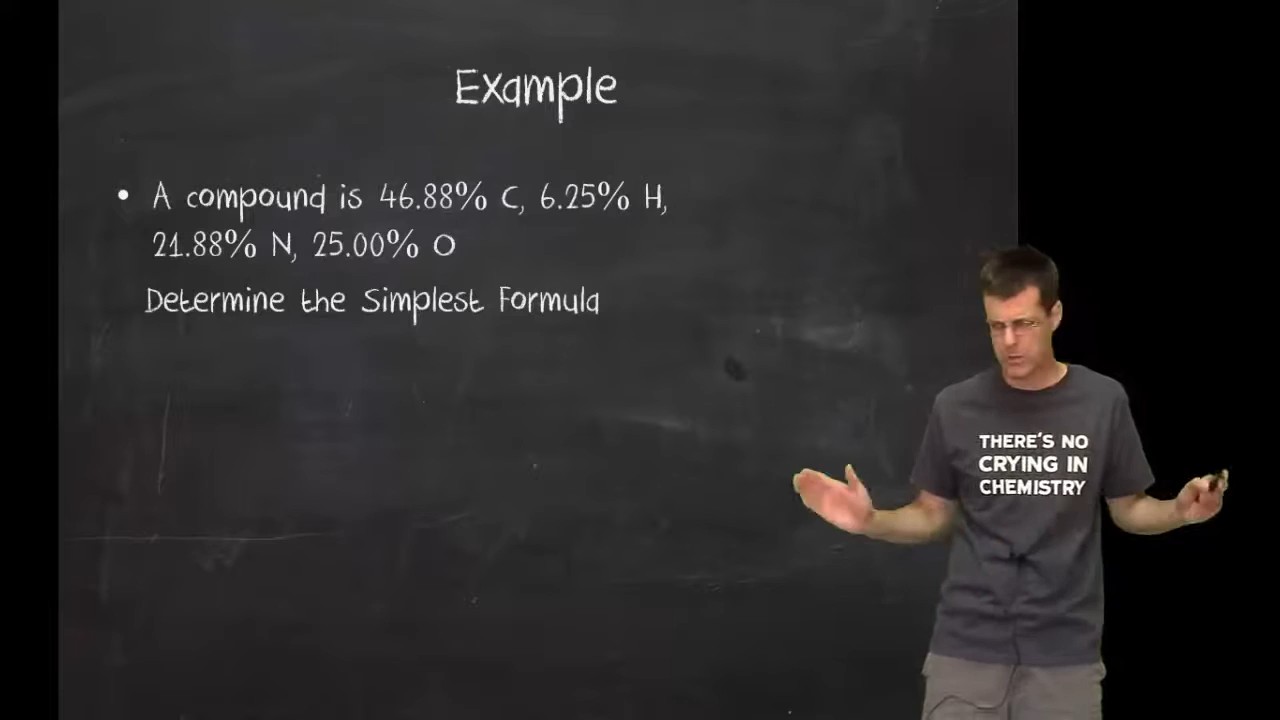 Example
• A compound is 46.88% C, 6.25% H,
21.88% N, 25.00% O
Determine the Simplest Formula
THERE'S NO
CRYING IN
CHEMISTRY